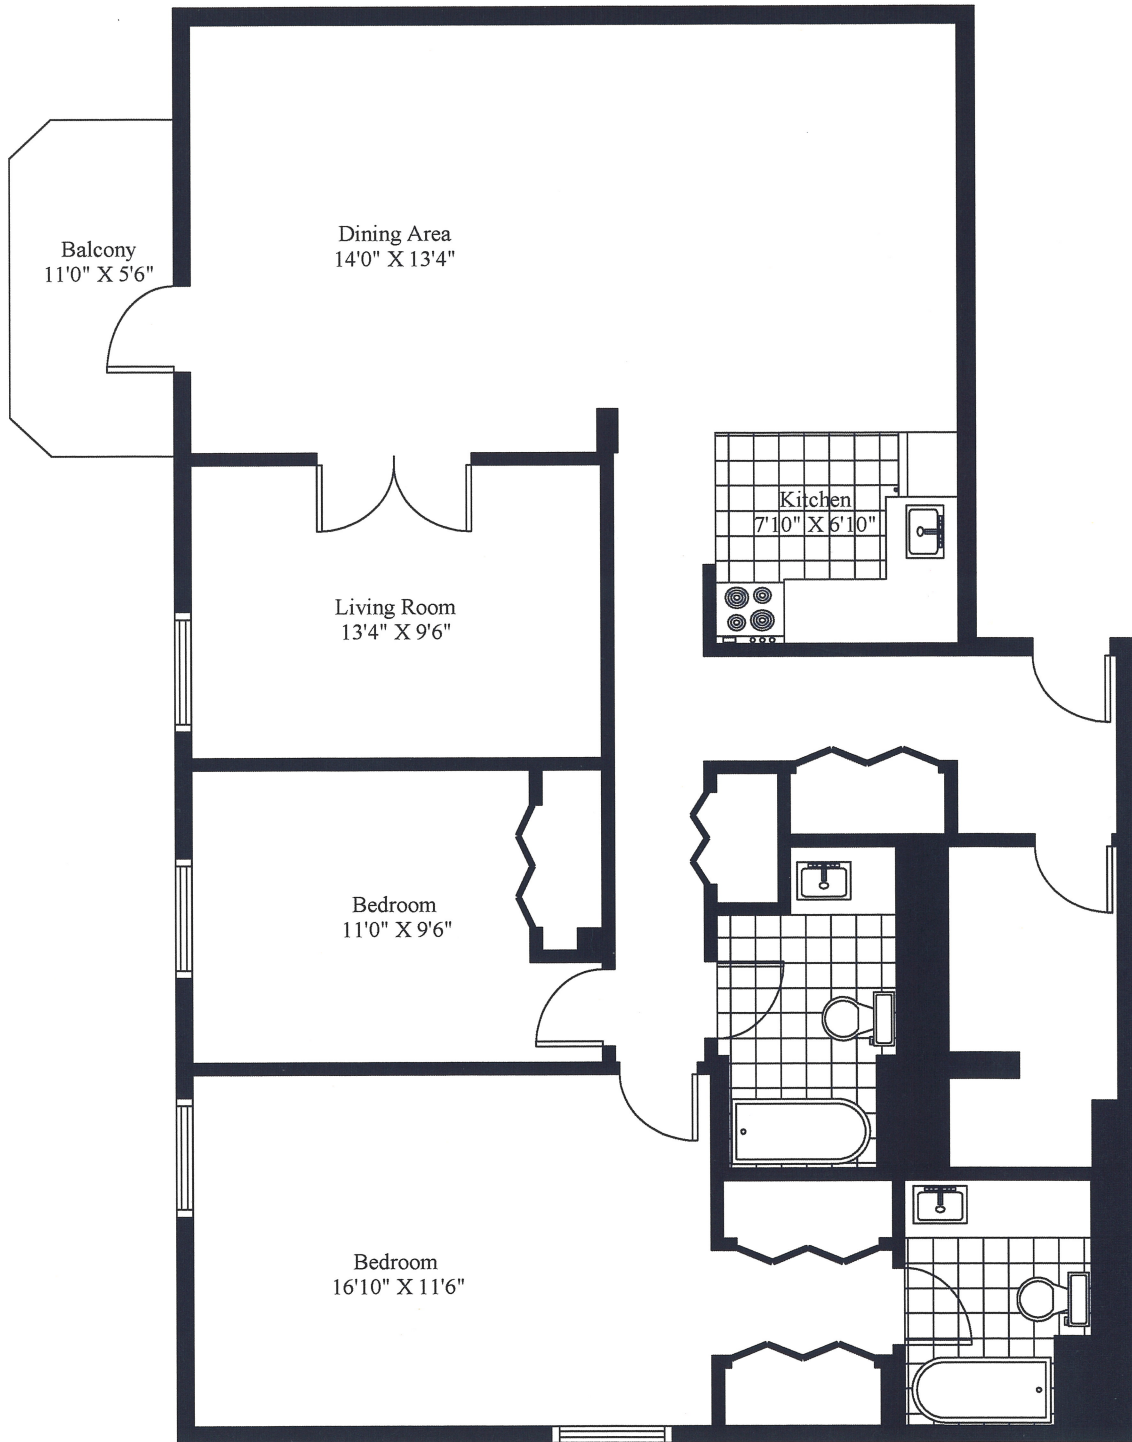 Dining Area
14'0" X 13'4"
Balcony
11'0" X 5'6"
Kitchen
7'10" X 6'10"
Living Room
13'4" X 9'6"
Bedroom
11'0" X 9'6"
Bedroom
16'10" X 11'6"